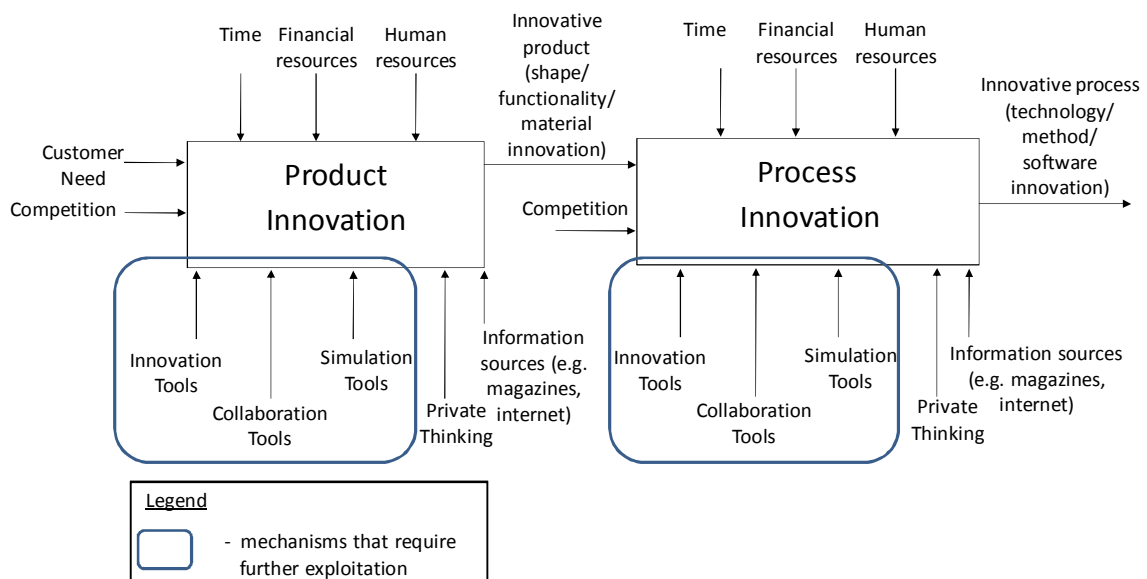 Time
Financial
resources
Human
resources
Innovative
product
(shape/
functionality/
material
innovation)
Time
Financial
resources
Human
resources
Innovative process
(technology/
method/
software
innovation)
Customer
Need
Competition
Product
Innovation
Competition
Process
Innovation
Innovation
Tools
Collaboration
Tools
Simulation
Tools
Private
Thinking
Information
sources (e.g.
magazines,
internet)
Innovation
Tools
Collaboration
Tools
Simulation
Tools
Private
Thinking
Information sources
(e.g. magazines,
internet)
Legend
- mechanisms that require
further exploitation